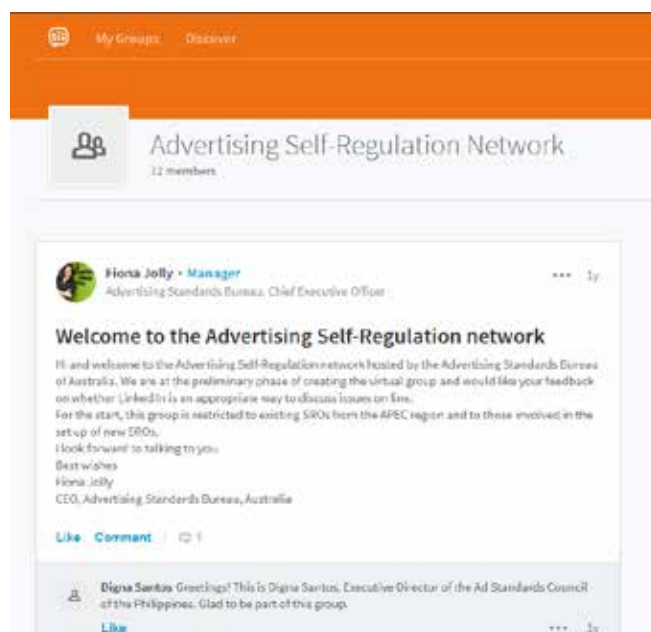 My Groups Discover
Advertising Self-Regulation Network
12 members
Fiona Jolly • Manager
••• 1y
Advertising Standards Bureau, Chief Executive Officer
Welcome to the Advertising Self-Regulation network
Hi and welcome to the Advertising Self-Regulation network hosted by the Advertising Standards Bureau
of Australia. We are at the preliminary phase of creating the virtual group and would like your feedback
on whether LinkedIn is an appropriate way to discuss issues on line.
For the start, this group is restricted to existing SROs from the APEC region and to those involved in the
set up of new SROs.
I look forward to talking to you.
Best wishes
Fiona Jolly
CEO, Advertising Standards Bureau, Australia
Like Comment
Digna Santos Greetings! This is Digna Santos, Executive Director of the Ad Standards Council
of the Philippines. Glad to be part of this group.
Like ••• 1y